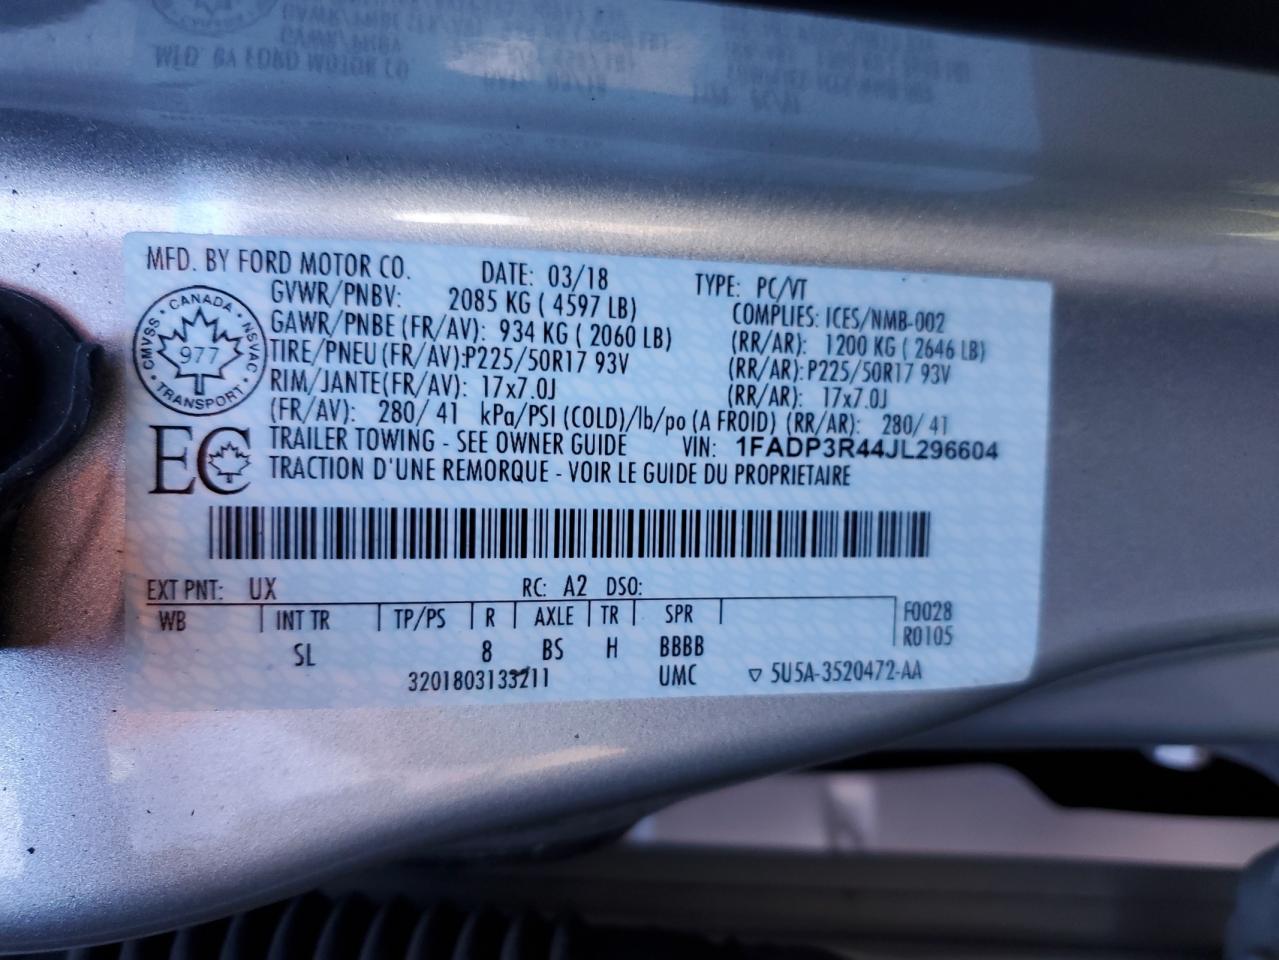 MFD. BY FORD MOTOR CO. DATE: 03/18 TYPE: PC/VT
GVWR/PNBV: 2085 KG ( 4597 LB) COMPLIES: ICES/NMB-002
GAWR/PNBE (FR/AV): 934 KG ( 2060 LB) (RR/AR): 1200 KG ( 2646 LB)
TIRE/PNEU (FR/AV):P225/50R17 93V (RR/AR): P225/50R17 93V
RIM/JANTE(FR/AV): 17x7.0J (RR/AR): 17x7.0J
(FR/AV): 280/ 41 kPa/PSI (COLD)/lb/po (A FROID) (RR/AR): 280/ 41
TRAILER TOWING - SEE OWNER GUIDE VIN: 1FADP3R44JL296604
TRACTION D'UNE REMORQUE - VOIR LE GUIDE DU PROPRIETAIRE
CMVSS · CANADA · NSVAC · TRANSPORT ·
977
EC
EXT PNT: UX RC: A2 DSO:
WB INT TR TP/PS R AXLE TR SPR F0028
R0105
SL 8 BS H BBBB
3201803133211 UMC ▽ 5U5A-3520472-AA